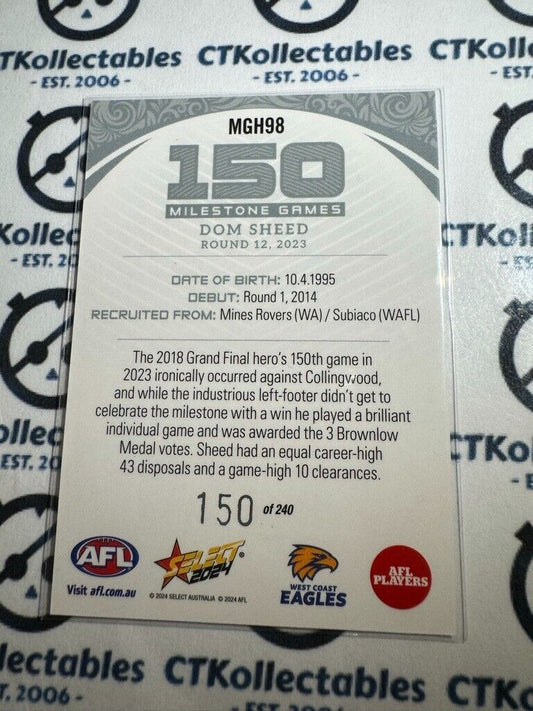 CTKollectables
- EST. 2006 -
MGH98
150
MILESTONE GAMES
DOM SHEED
ROUND 12, 2023
DATE OF BIRTH: 10.4.1995
DEBUT: Round 1, 2014
RECRUITED FROM: Mines Rovers (WA) / Subiaco (WAFL)
The 2018 Grand Final hero's 150th game in
2023 ironically occurred against Collingwood,
and while the industrious left-footer didn't get to
celebrate the milestone with a win he played a brilliant
individual game and was awarded the 3 Brownlow
Medal votes. Sheed had an equal career-high
43 disposals and a game-high 10 clearances.
150 of 240
AFL
Visit afl.com.au
SELECT
2024
© 2024 SELECT AUSTRALIA © 2024 AFL
WEST COAST
EAGLES
AFL
PLAYERS
CTKollectables
- EST. 2006 -